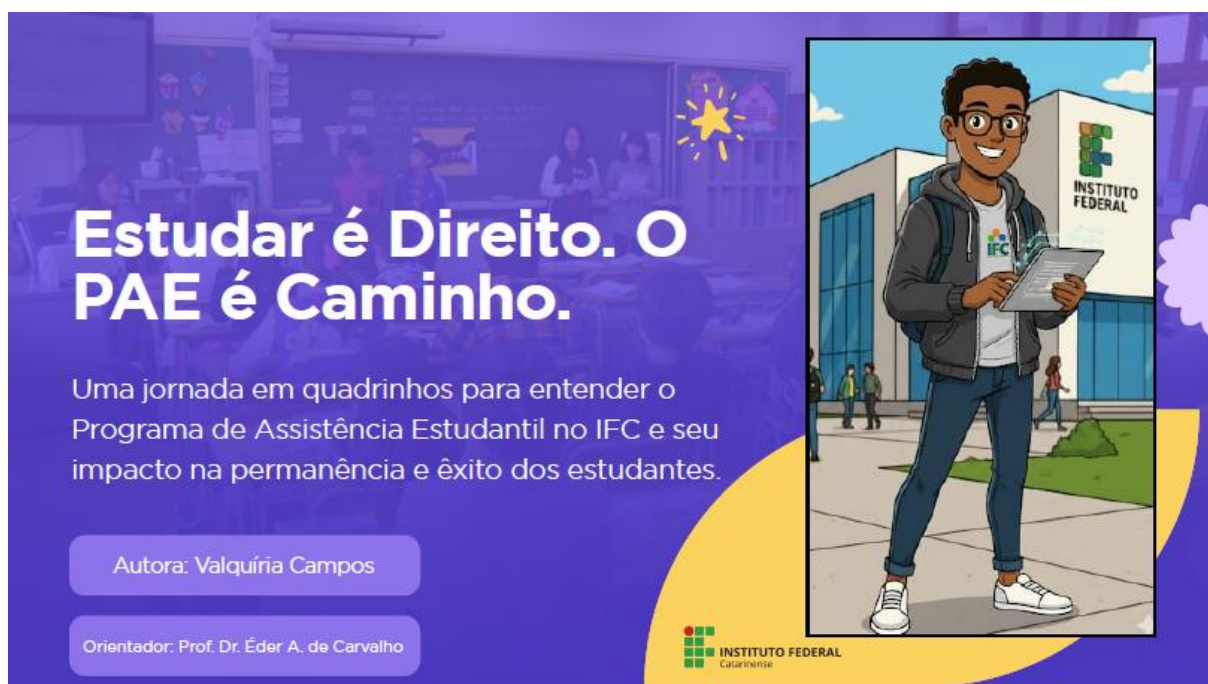 Estudar é Direito. O
PAE é Caminho.
Uma jornada em quadrinhos para entender o
Programa de Assistência Estudantil no IFC e seu
impacto na permanência e êxito dos estudantes.
Autora: Valquíria Campos
Orientador: Prof. Dr. Éder A. de Carvalho
INSTITUTO
FEDERAL
IFC
INSTITUTO FEDERAL
Catarinense